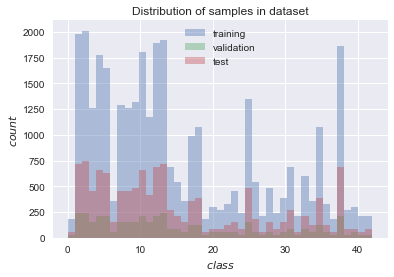 Distribution of samples in dataset
training
validation
test
2000
1750
1500
1250
1000
750
500
250
0
count
0 10 20 30 40
class